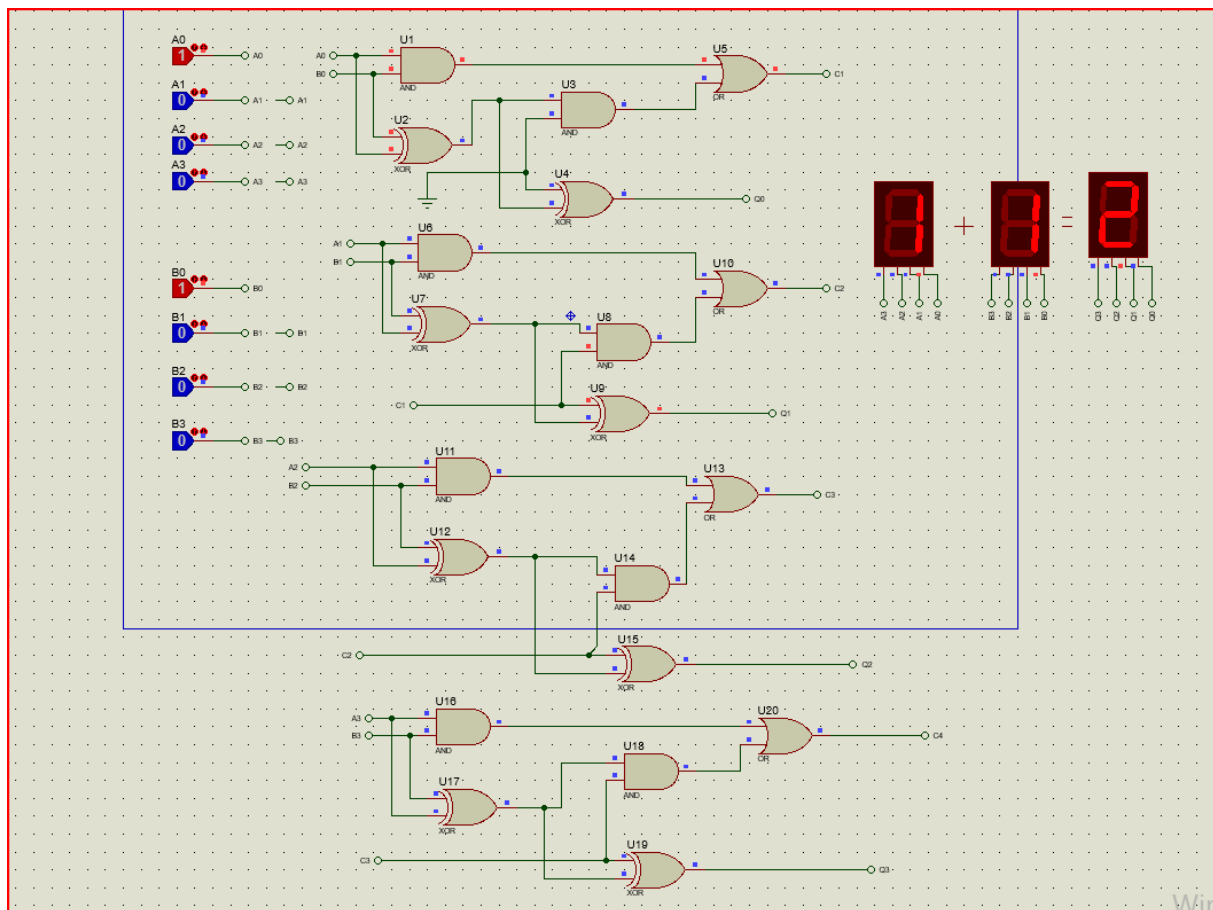 A0
1
A0
A1
0
A1
A1
A2
0
A2
A2
A3
0
A3
A3
B0
1
B0
B1
0
B1
B1
B2
0
B2
B2
B3
0
B3
B3
A0
B0
U1
AND
U2
XOR
U3
AND
U4
XOR
U5
OR
C1
Q0
A1
B1
U6
AND
U7
XOR
U8
AND
U9
XOR
U10
OR
C2
C1
Q1
A2
B2
U11
AND
U12
XOR
U13
OR
C3
U14
AND
C2
U15
XOR
Q2
A3
B3
U16
AND
U17
XOR
U18
AND
U20
OR
C4
C3
U19
XOR
Q3
1 + 1 = 2
A3 A2 A1 A0
B3 B2 B1 B0
Q3 Q2 Q1 Q0
Win